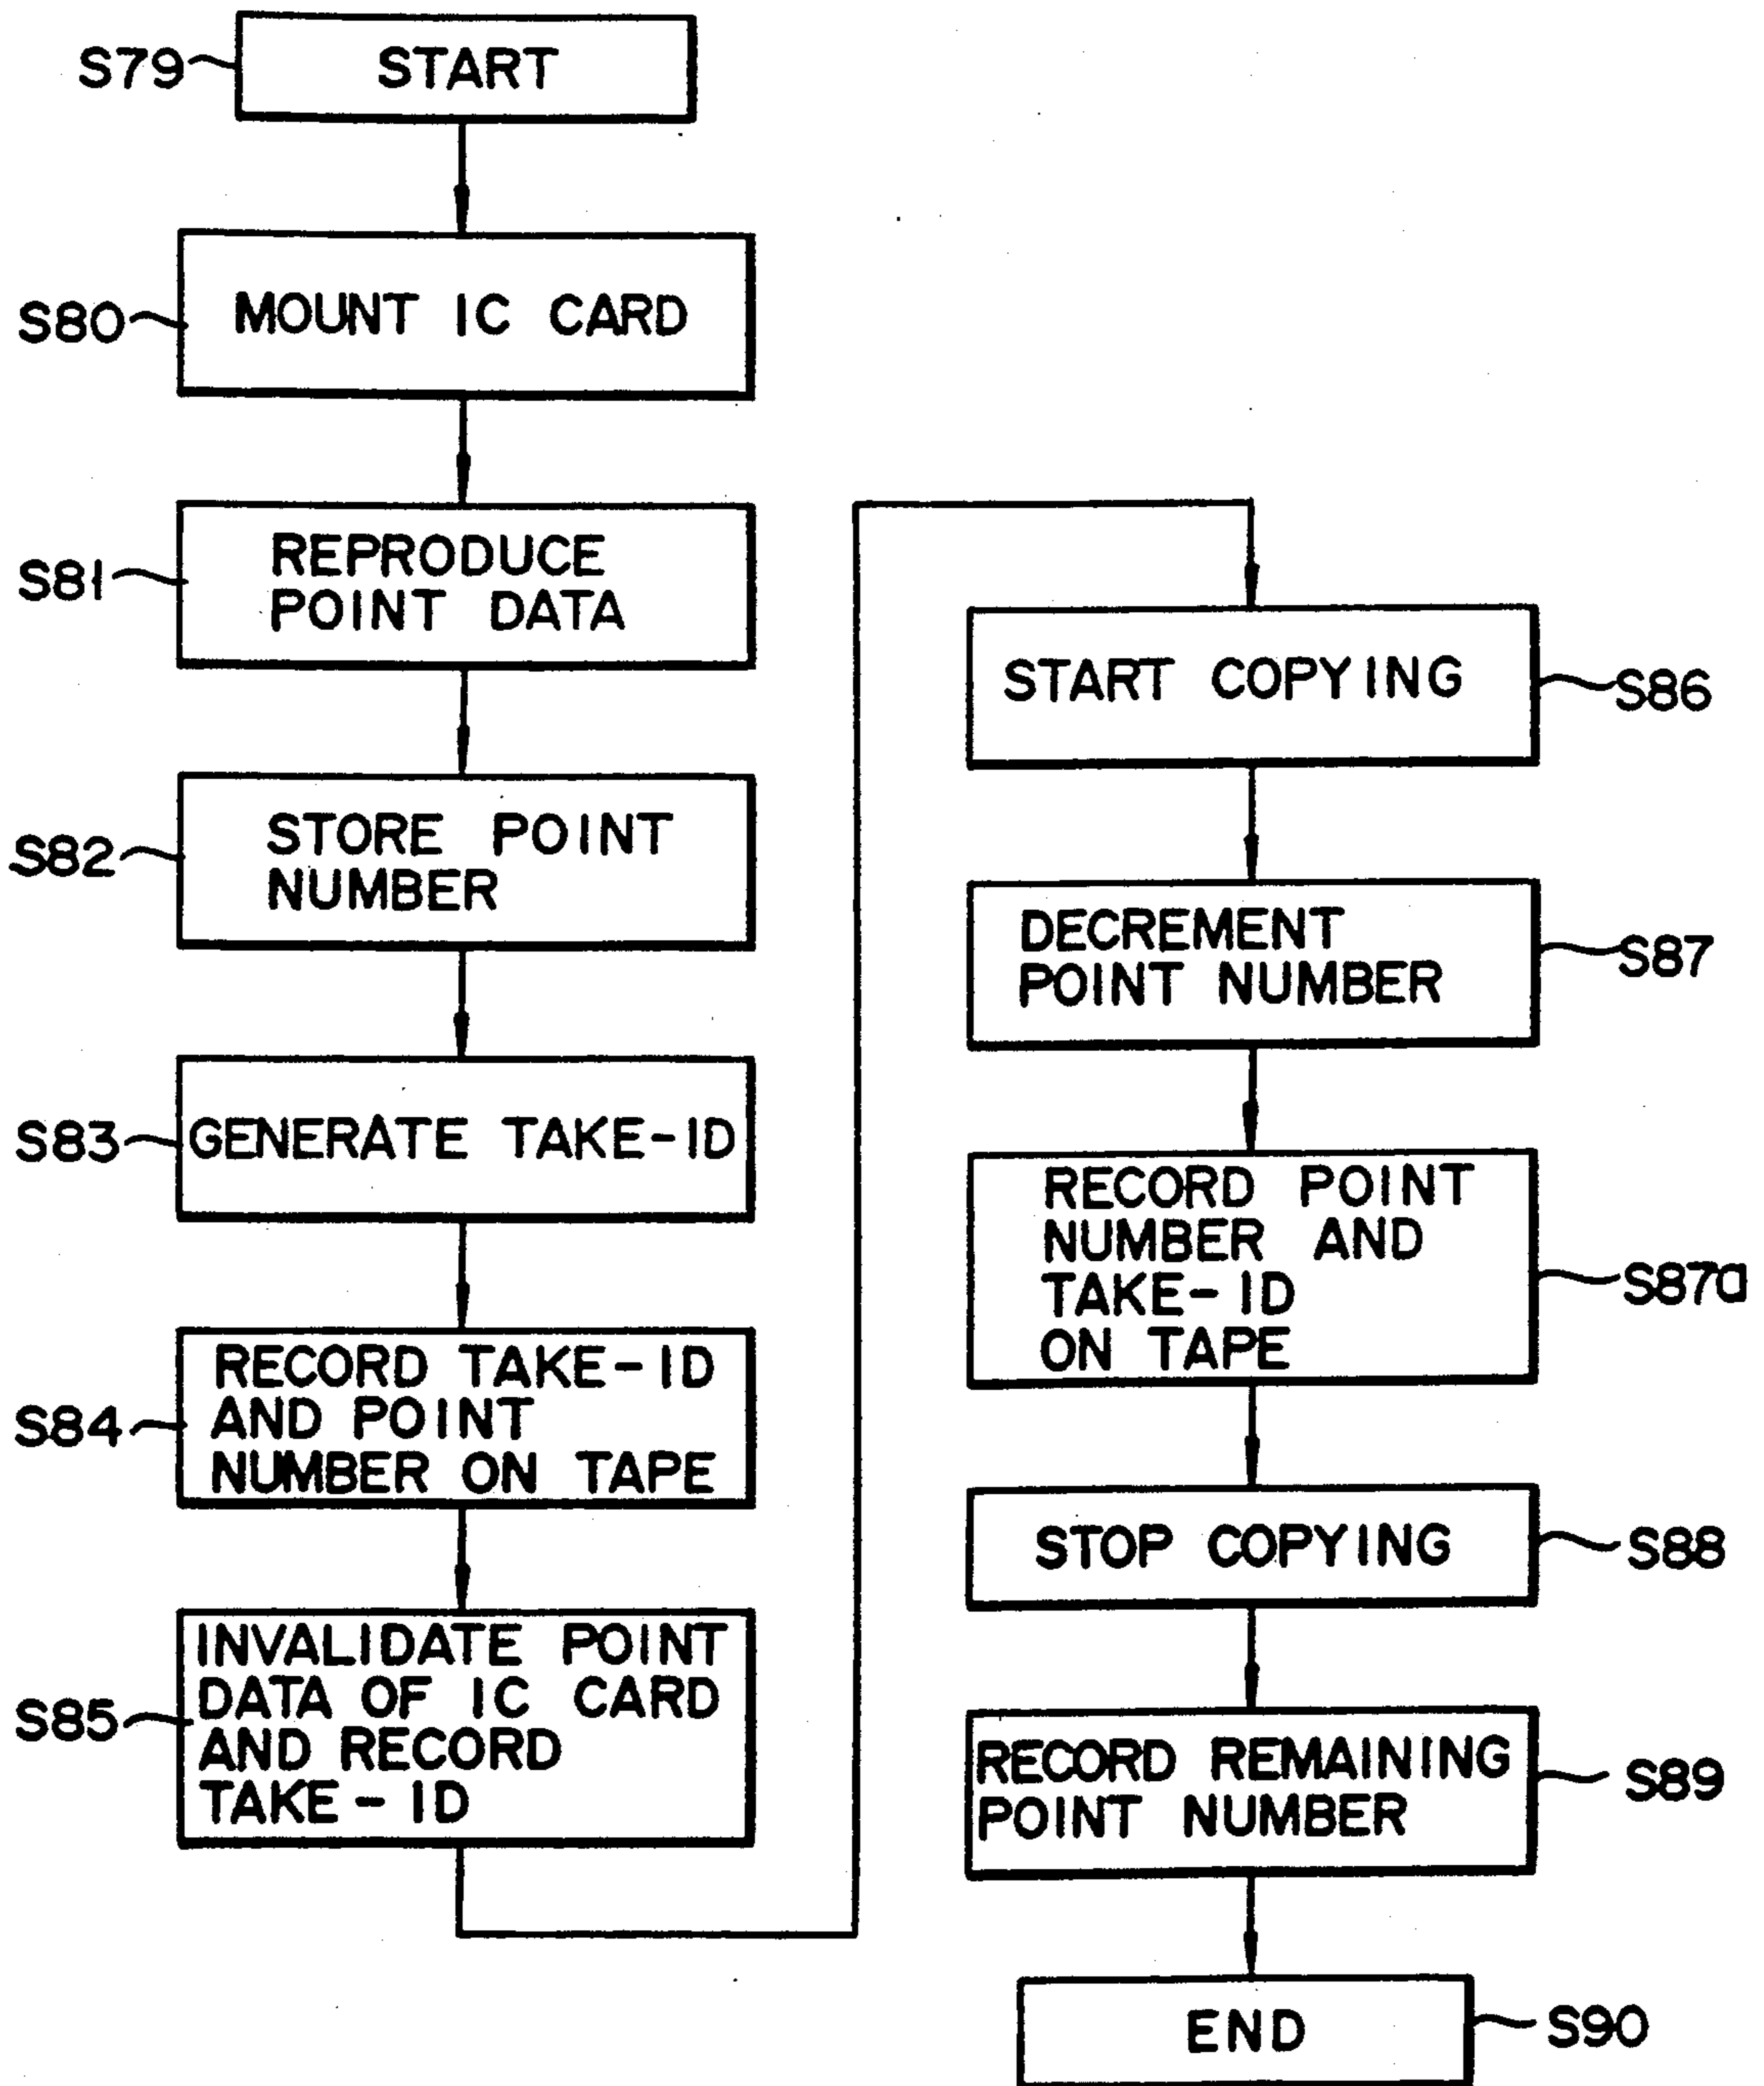 S79
START
S80
MOUNT IC CARD
S81
REPRODUCE
POINT DATA
S82
STORE POINT
NUMBER
S83
GENERATE TAKE-ID
S84
RECORD TAKE-ID
AND POINT
NUMBER ON TAPE
S85
INVALIDATE POINT
DATA OF IC CARD
AND RECORD
TAKE-ID
START COPYING
S86
DECREMENT
POINT NUMBER
S87
RECORD POINT
NUMBER AND
TAKE-ID
ON TAPE
S87a
STOP COPYING
S88
RECORD REMAINING
POINT NUMBER
S89
END
S90